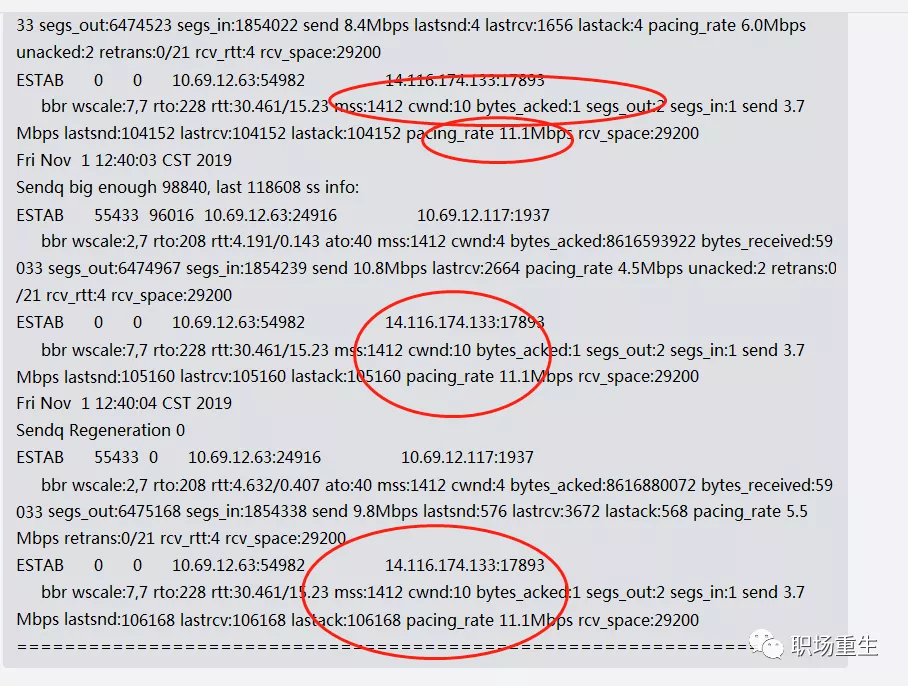 33 segs_out:6474523 segs_in:1854022 send 8.4Mbps lastsnd:4 lastrcv:1656 lastack:4 pacing_rate 6.0Mbps
unacked:2 retrans:0/21 rcv_rtt:4 rcv_space:29200
ESTAB 0 0 10.69.12.63:54982 14.116.174.133:17893
bbr wscale:7,7 rto:228 rtt:30.461/15.23 mss:1412 cwnd:10 bytes_acked:1 segs_out:2 segs_in:1 send 3.7
Mbps lastsnd:104152 lastrcv:104152 lastack:104152 pacing_rate 11.1Mbps rcv_space:29200
Fri Nov 1 12:40:03 CST 2019
Sendq big enough 98840, last 118608 ss info:
ESTAB 55433 96016 10.69.12.63:24916 10.69.12.117:1937
bbr wscale:2,7 rto:208 rtt:4.191/0.143 ato:40 mss:1412 cwnd:4 bytes_acked:8616593922 bytes_received:59
033 segs_out:6474967 segs_in:1854239 send 10.8Mbps lastrcv:2664 pacing_rate 4.5Mbps unacked:2 retrans:0
/21 rcv_rtt:4 rcv_space:29200
ESTAB 0 0 10.69.12.63:54982 14.116.174.133:17893
bbr wscale:7,7 rto:228 rtt:30.461/15.23 mss:1412 cwnd:10 bytes_acked:1 segs_out:2 segs_in:1 send 3.7
Mbps lastsnd:105160 lastrcv:105160 lastack:105160 pacing_rate 11.1Mbps rcv_space:29200
Fri Nov 1 12:40:04 CST 2019
Sendq Regeneration 0
ESTAB 55433 0 10.69.12.63:24916 10.69.12.117:1937
bbr wscale:2,7 rto:208 rtt:4.632/0.407 ato:40 mss:1412 cwnd:4 bytes_acked:8616880072 bytes_received:59
033 segs_out:6475168 segs_in:1854338 send 9.8Mbps lastsnd:576 lastrcv:3672 lastack:568 pacing_rate 5.5
Mbps retrans:0/21 rcv_rtt:4 rcv_space:29200
ESTAB 0 0 10.69.12.63:54982 14.116.174.133:17893
bbr wscale:7,7 rto:228 rtt:30.461/15.23 mss:1412 cwnd:10 bytes_acked:1 segs_out:2 segs_in:1 send 3.7
Mbps lastsnd:106168 lastrcv:106168 lastack:106168 pacing_rate 11.1Mbps rcv_space:29200
==============================================================
职场重生